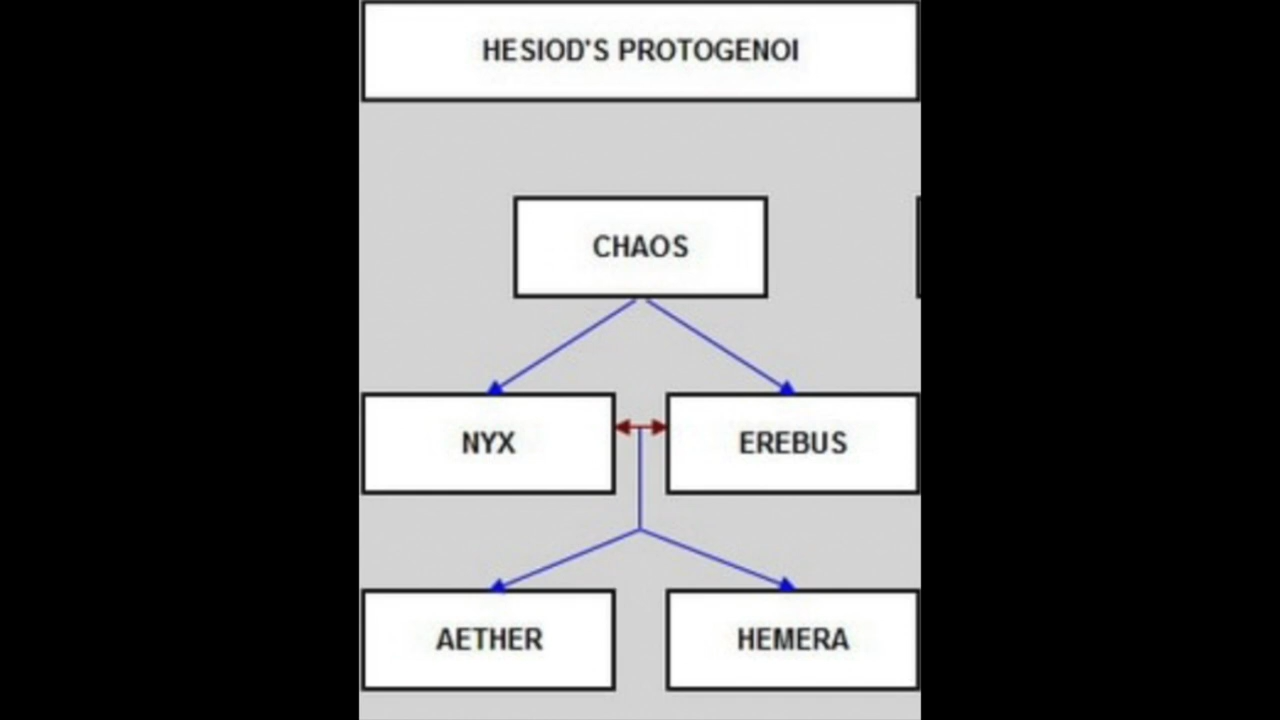 HESIOD'S PROTOGENOI
CHAOS
NYX
EREBUS
AETHER
HEMERA